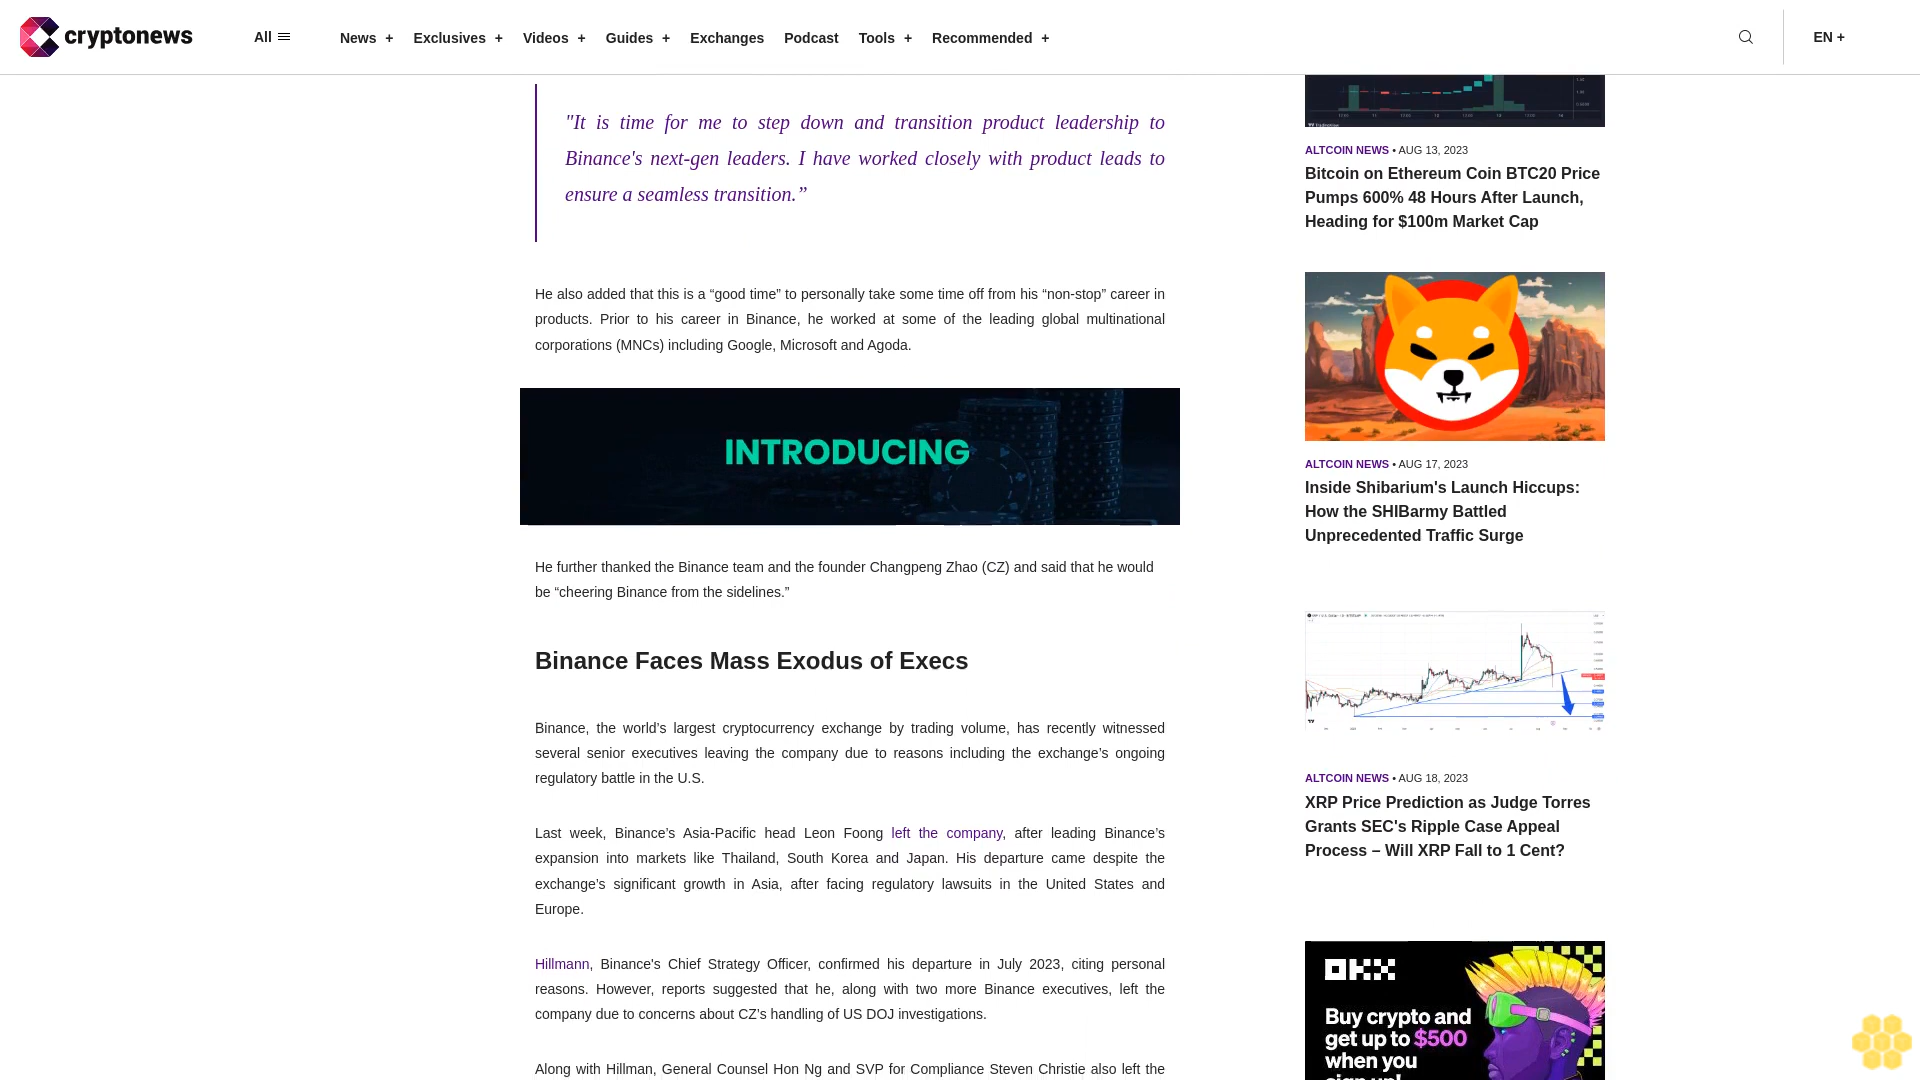 cryptonews
All
News +
Exclusives +
Videos +
Guides +
Exchanges
Podcast
Tools +
Recommended +
EN +
"It is time for me to step down and transition product leadership to
Binance's next-gen leaders. I have worked closely with product leads to
ensure a seamless transition.”
He also added that this is a “good time” to personally take some time off from his “non-stop” career in
products. Prior to his career in Binance, he worked at some of the leading global multinational
corporations (MNCs) including Google, Microsoft and Agoda.
INTRODUCING
He further thanked the Binance team and the founder Changpeng Zhao (CZ) and said that he would
be “cheering Binance from the sidelines.”
Binance Faces Mass Exodus of Execs
Binance, the world’s largest cryptocurrency exchange by trading volume, has recently witnessed
several senior executives leaving the company due to reasons including the exchange’s ongoing
regulatory battle in the U.S.
Last week, Binance’s Asia-Pacific head Leon Foong left the company, after leading Binance’s
expansion into markets like Thailand, South Korea and Japan. His departure came despite the
exchange’s significant growth in Asia, after facing regulatory lawsuits in the United States and
Europe.
Hillmann, Binance's Chief Strategy Officer, confirmed his departure in July 2023, citing personal
reasons. However, reports suggested that he, along with two more Binance executives, left the
company due to concerns about CZ’s handling of US DOJ investigations.
Along with Hillman, General Counsel Hon Ng and SVP for Compliance Steven Christie also left the
ALTCOIN NEWS • AUG 13, 2023
Bitcoin on Ethereum Coin BTC20 Price
Pumps 600% 48 Hours After Launch,
Heading for $100m Market Cap
ALTCOIN NEWS • AUG 17, 2023
Inside Shibarium's Launch Hiccups:
How the SHIBarmy Battled
Unprecedented Traffic Surge
ALTCOIN NEWS • AUG 18, 2023
XRP Price Prediction as Judge Torres
Grants SEC's Ripple Case Appeal
Process – Will XRP Fall to 1 Cent?
OKX
Buy crypto and
get up to $500
when you
sign up!